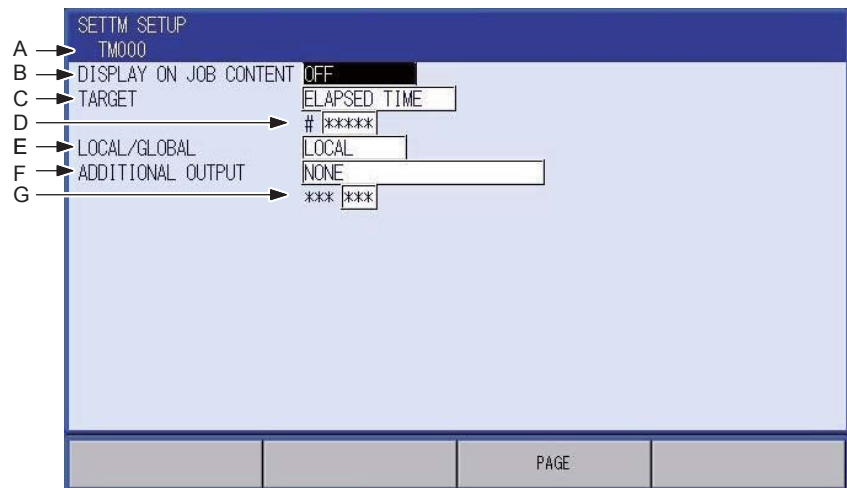 SETTM SETUP
A TM000
B DISPLAY ON JOB CONTENT OFF
C TARGET ELAPSED TIME
D # *****
E LOCAL/GLOBAL LOCAL
F ADDITIONAL OUTPUT NONE
G *** ***
PAGE